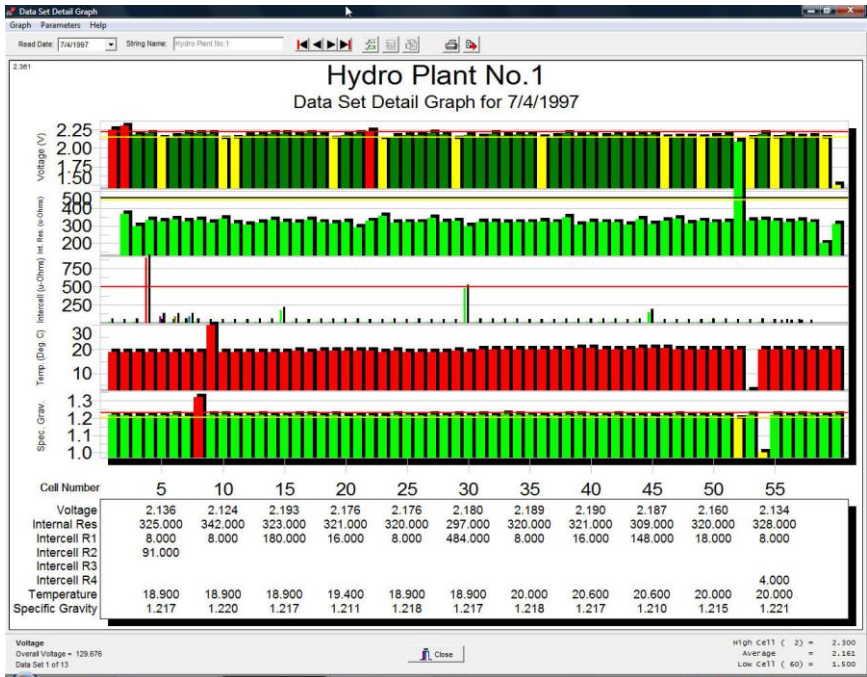 Data Set Detail Graph
Graph Parameters Help
Read Date: 7/4/1997 String Name: Hydro Plant No.1
2.361
Hydro Plant No.1
Data Set Detail Graph for 7/4/1997
Voltage (V)
2.25
2.00
1.75
1.50
Int. Res (u-Ohms)
500
400
300
200
Intercell (u-Ohms)
750
500
250
Temp.(Deg. C)
30
20
10
Spec. Grav.
1.3
1.2
1.1
1.0
Cell Number 5 10 15 20 25 30 35 40 45 50 55
Voltage 2.136 2.124 2.193 2.176 2.176 2.180 2.189 2.190 2.187 2.160 2.134
Internal Res 325.000 342.000 323.000 321.000 320.000 297.000 320.000 321.000 309.000 320.000 328.000
Intercell R1 8.000 8.000 180.000 16.000 8.000 484.000 8.000 16.000 148.000 18.000 8.000
Intercell R2 91.000
Intercell R3
Intercell R4 4.000
Temperature 18.900 18.900 18.900 19.400 18.900 18.900 20.000 20.600 20.600 20.000 20.000
Specific Gravity 1.217 1.220 1.217 1.211 1.218 1.217 1.218 1.217 1.210 1.215 1.221
Voltage
Overall Voltage = 129.676
Data Set 1 of 13
Close
High Cell ( 2) = 2.300
Average = 2.161
Low Cell ( 60) = 1.500